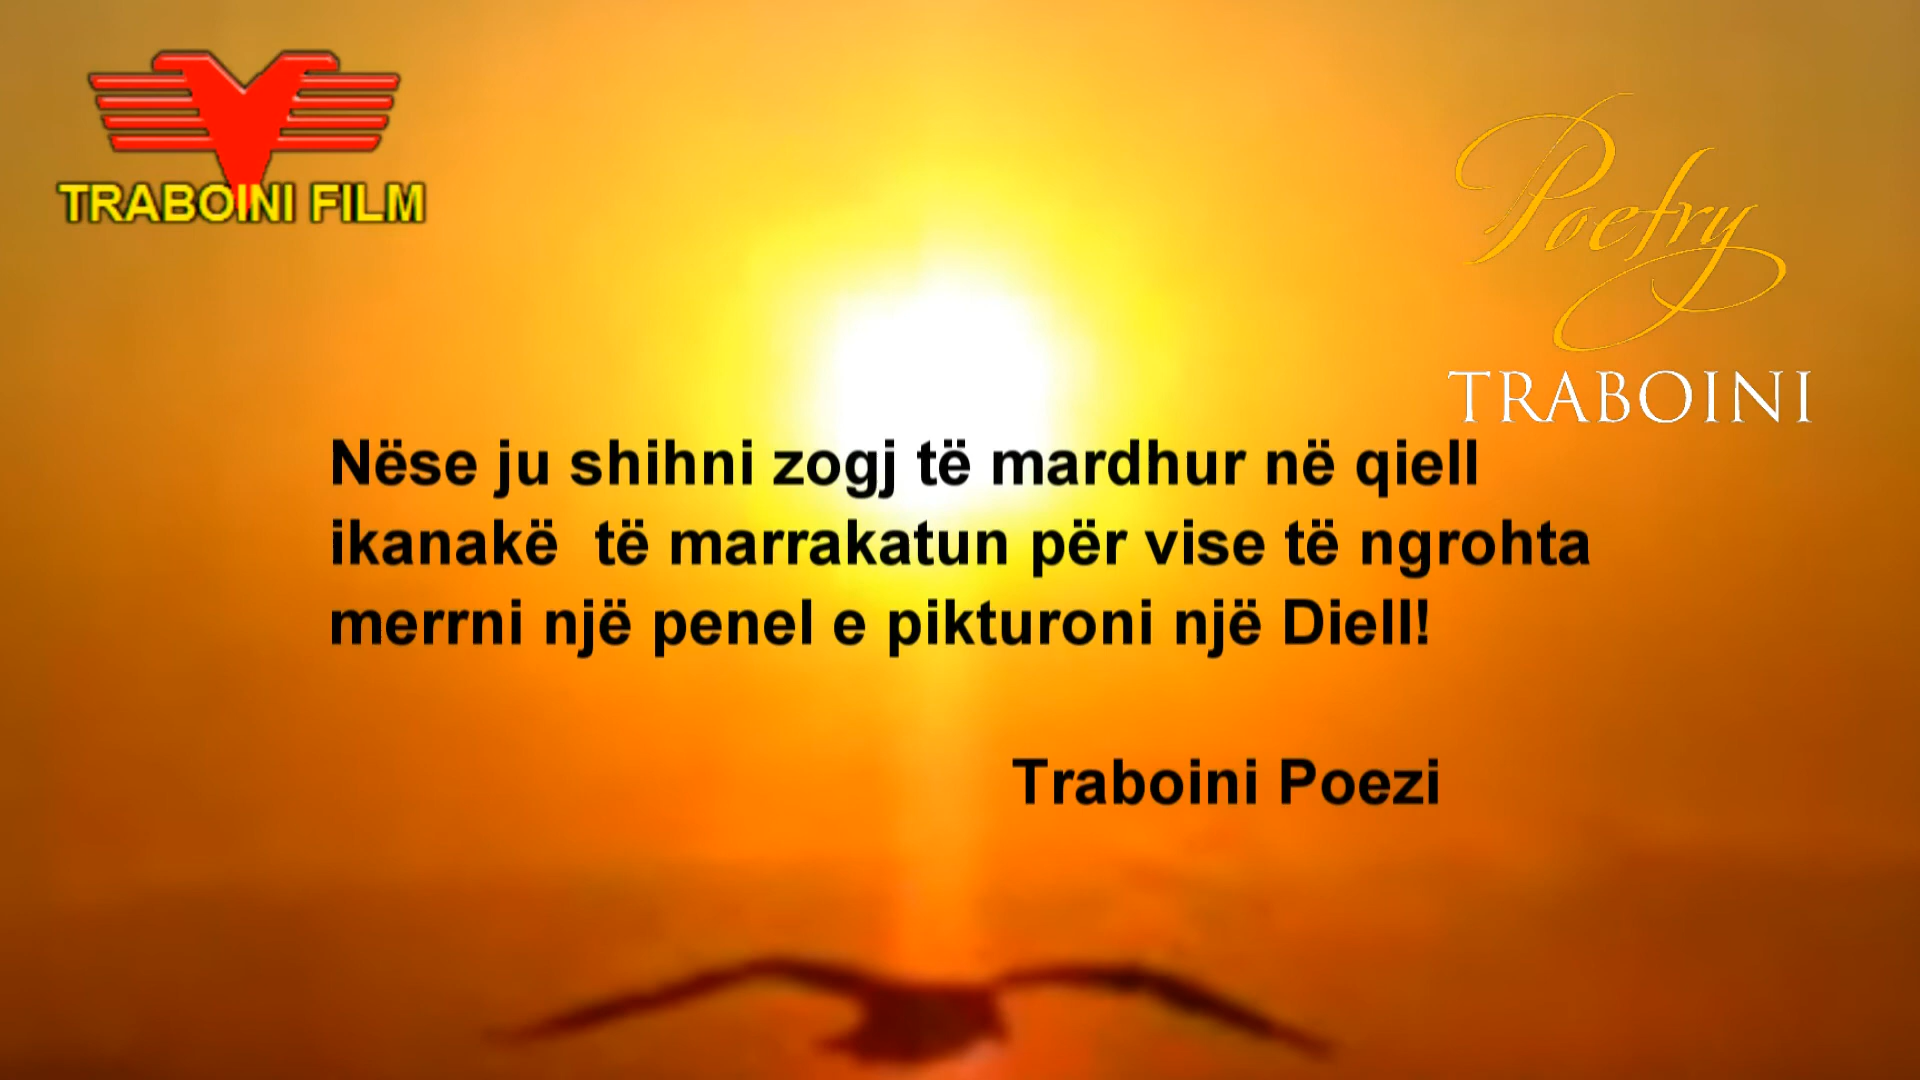 TRABOINI FILM
Poetry
TRABOINI
Nëse ju shihni zogj të mardhur në qiell
ikanakë  të marrakatun për vise të ngrohta
merrni një penel e pikturoni një Diell!
Traboini Poezi